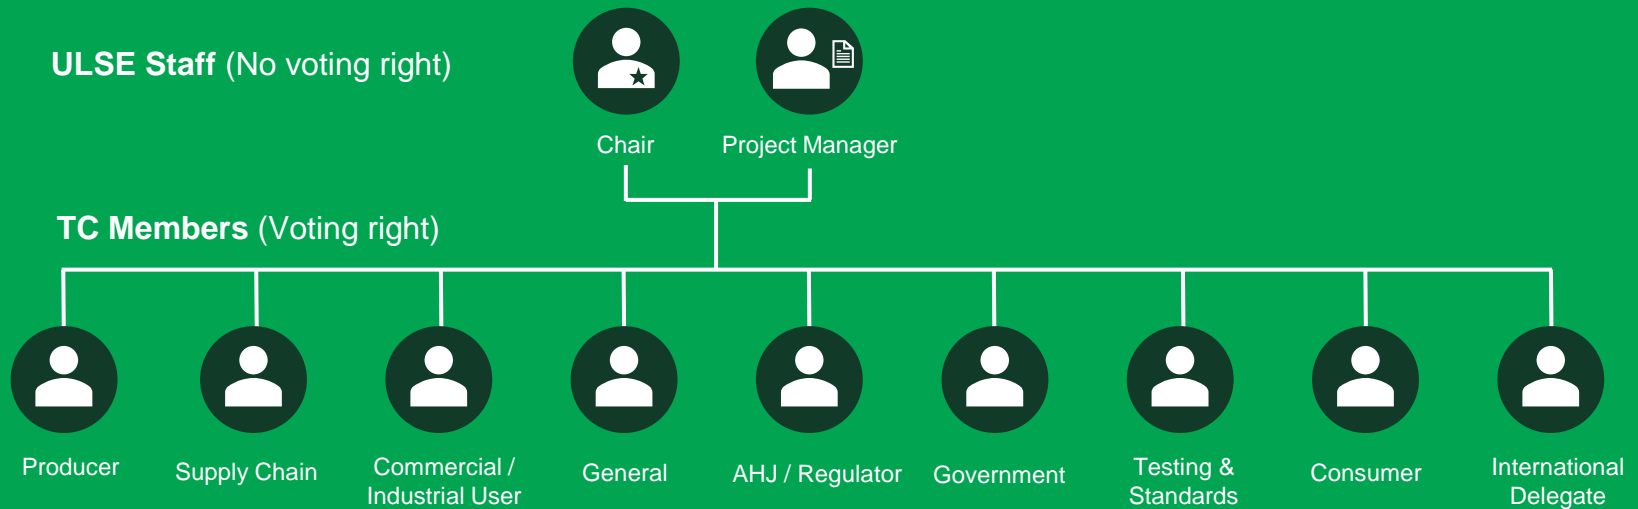 ULSE Staff (No voting right)
Chair
Project Manager
TC Members (Voting right)
Producer
Supply Chain
Commercial /
Industrial User
General
AHJ / Regulator
Government
Testing &
Standards
Consumer
International
Delegate